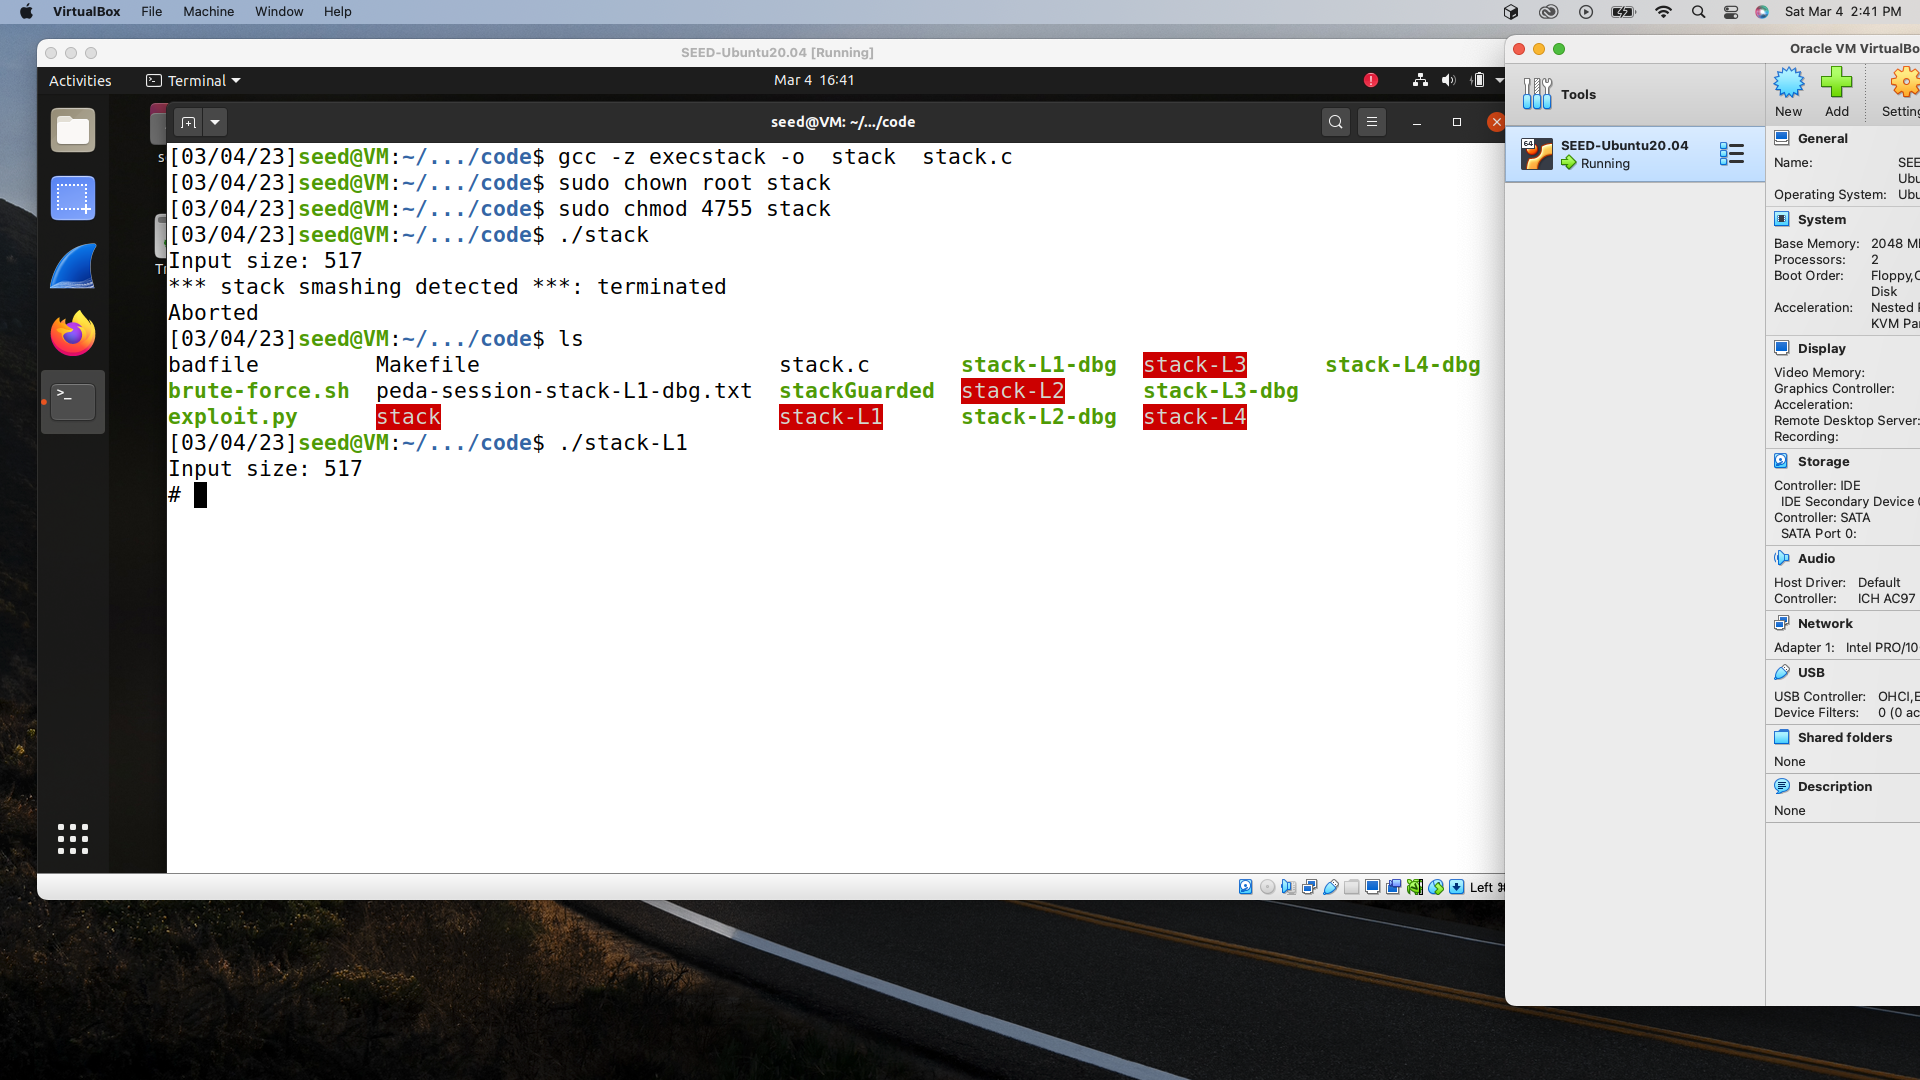 VirtualBox File Machine Window Help
Sat Mar 4 2:41 PM
SEED-Ubuntu20.04 [Running]
Activities Terminal
Mar 4 16:41
seed@VM: ~/.../code
[03/04/23]seed@VM:~/.../code$ gcc -z execstack -o  stack  stack.c
[03/04/23]seed@VM:~/.../code$ sudo chown root stack
[03/04/23]seed@VM:~/.../code$ sudo chmod 4755 stack
[03/04/23]seed@VM:~/.../code$ ./stack
Input size: 517
*** stack smashing detected ***: terminated
Aborted
[03/04/23]seed@VM:~/.../code$ ls
badfile Makefile stack.c stack-L1-dbg stack-L3 stack-L4-dbg
brute-force.sh peda-session-stack-L1-dbg.txt stackGuarded stack-L2 stack-L3-dbg
exploit.py stack stack-L1 stack-L2-dbg stack-L4
[03/04/23]seed@VM:~/.../code$ ./stack-L1
Input size: 517
#
Left ⌘
Oracle VM VirtualBo
Tools
New Add Setting
SEED-Ubuntu20.04
64
Running
General
Name: SEE
Ubu
Operating System: Ubu
System
Base Memory: 2048 M
Processors: 2
Boot Order: Floppy,
Disk
Acceleration: Nested
KVM Pa
Display
Video Memory:
Graphics Controller:
Acceleration:
Remote Desktop Server:
Recording:
Storage
Controller: IDE
IDE Secondary Device
Controller: SATA
SATA Port 0:
Audio
Host Driver: Default
Controller: ICH AC97
Network
Adapter 1: Intel PRO/10
USB
USB Controller: OHCI,E
Device Filters: 0 (0 ac
Shared folders
None
Description
None